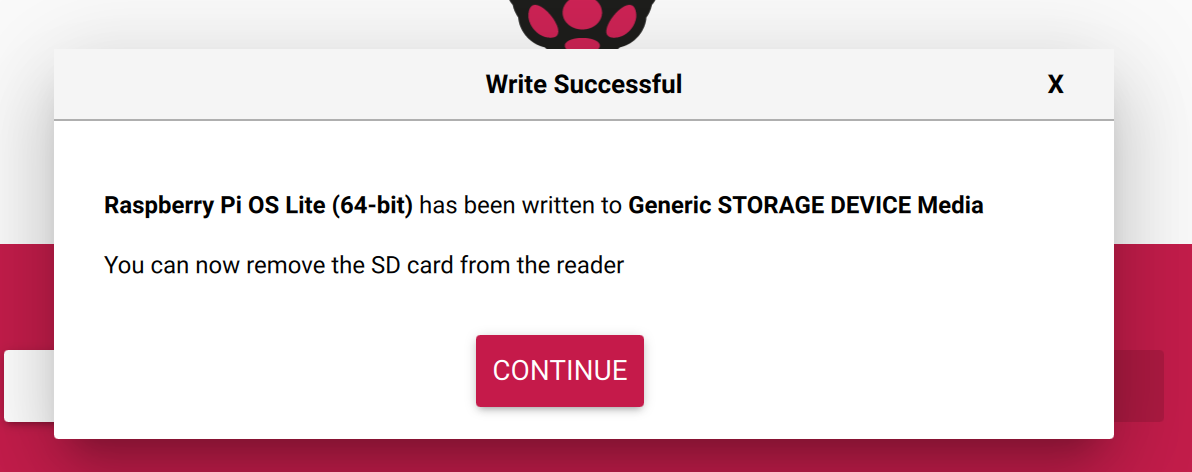 Write Successful
X
Raspberry Pi OS Lite (64-bit) has been written to Generic STORAGE DEVICE Media
You can now remove the SD card from the reader
CONTINUE